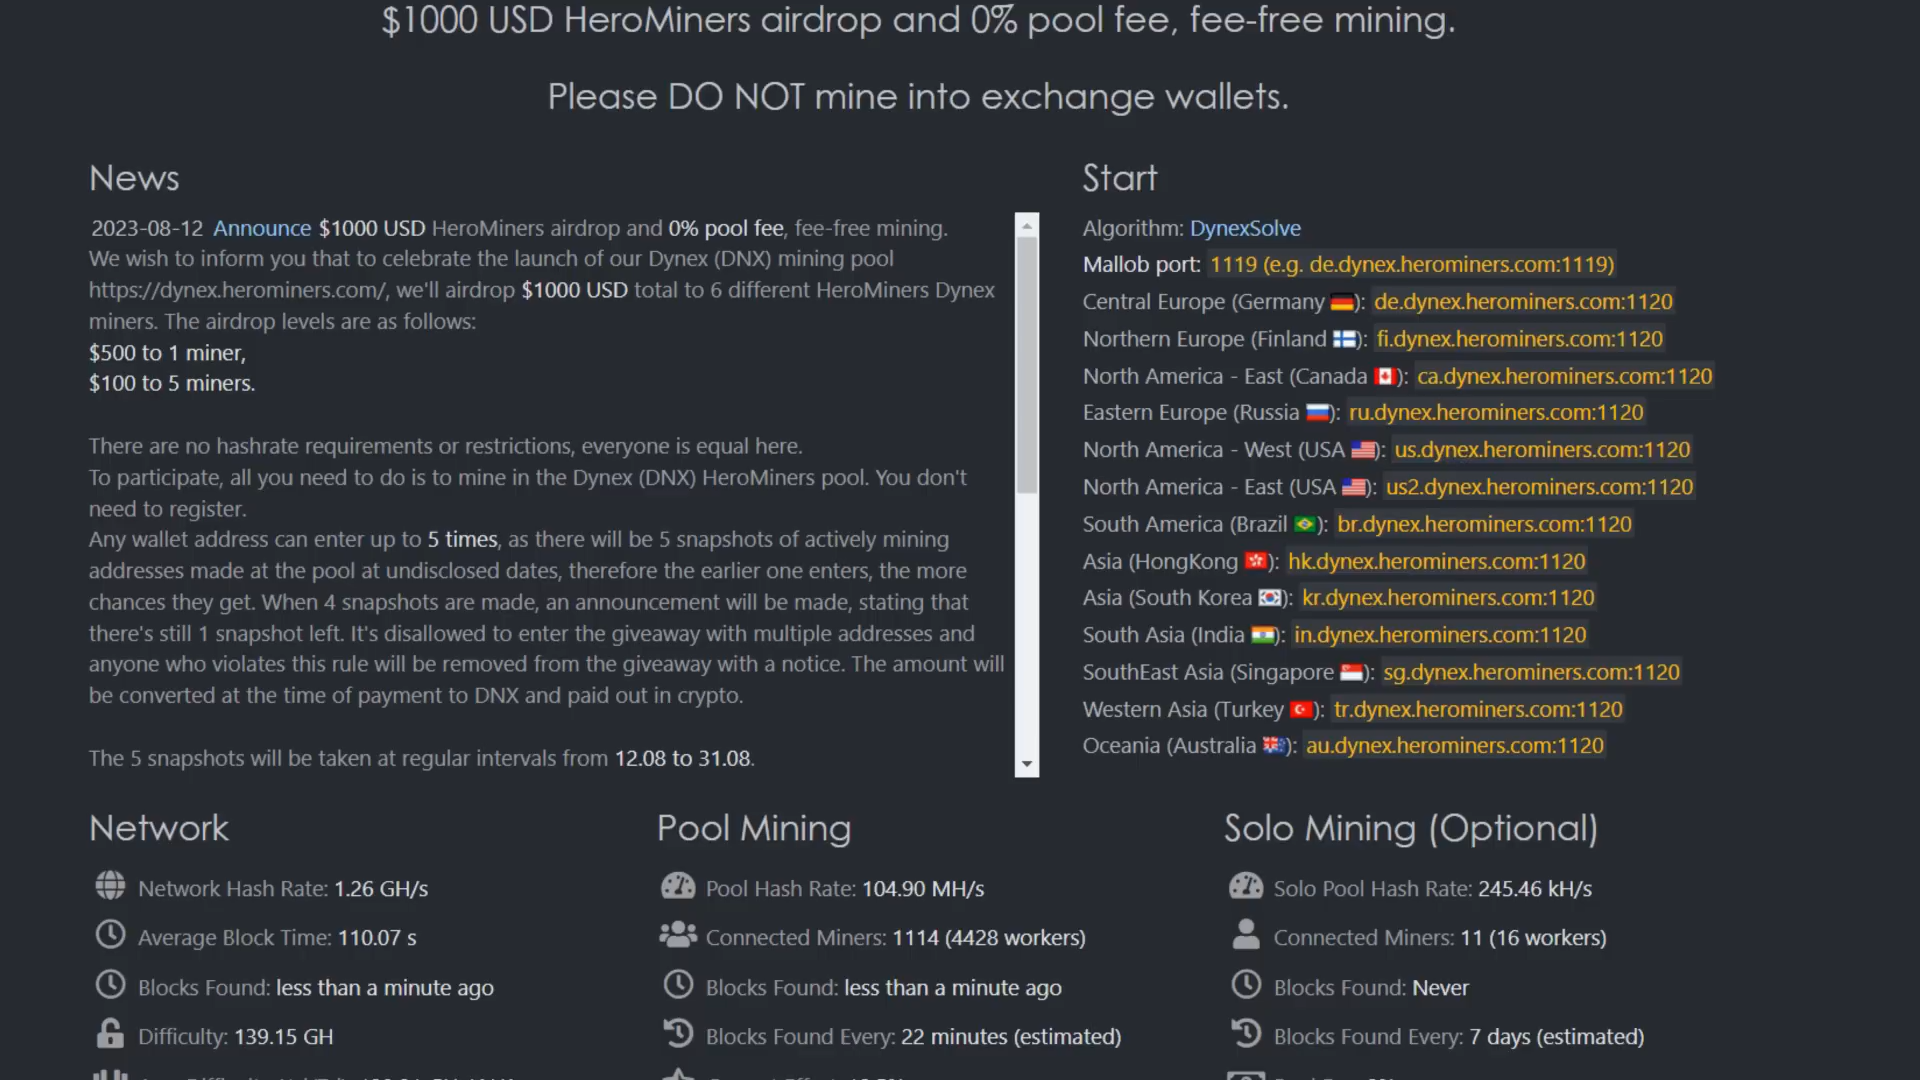 $1000 USD HeroMiners airdrop and 0% pool fee, fee-free mining.
Please DO NOT mine into exchange wallets.
News
2023-08-12 Announce $1000 USD HeroMiners airdrop and 0% pool fee, fee-free mining.
We wish to inform you that to celebrate the launch of our Dynex (DNX) mining pool
https://dynex.herominers.com/, we'll airdrop $1000 USD total to 6 different HeroMiners Dynex
miners. The airdrop levels are as follows:
$500 to 1 miner,
$100 to 5 miners.
There are no hashrate requirements or restrictions, everyone is equal here.
To participate, all you need to do is to mine in the Dynex (DNX) HeroMiners pool. You don't
need to register.
Any wallet address can enter up to 5 times, as there will be 5 snapshots of actively mining
addresses made at the pool at undisclosed dates, therefore the earlier one enters, the more
chances they get. When 4 snapshots are made, an announcement will be made, stating that
there's still 1 snapshot left. It's disallowed to enter the giveaway with multiple addresses and
anyone who violates this rule will be removed from the giveaway with a notice. The amount will
be converted at the time of payment to DNX and paid out in crypto.
The 5 snapshots will be taken at regular intervals from 12.08 to 31.08.
Start
Algorithm: DynexSolve
Mallob port: 1119 (e.g. de.dynex.herominers.com:1119)
Central Europe (Germany 🇩🇪): de.dynex.herominers.com:1120
Northern Europe (Finland 🇫🇮): fi.dynex.herominers.com:1120
North America - East (Canada 🇨🇦): ca.dynex.herominers.com:1120
Eastern Europe (Russia 🇷🇺): ru.dynex.herominers.com:1120
North America - West (USA 🇺🇸): us.dynex.herominers.com:1120
North America - East (USA 🇺🇸): us2.dynex.herominers.com:1120
South America (Brazil 🇧🇷): br.dynex.herominers.com:1120
Asia (HongKong 🇭🇰): hk.dynex.herominers.com:1120
Asia (South Korea 🇰🇷): kr.dynex.herominers.com:1120
South Asia (India 🇮🇳): in.dynex.herominers.com:1120
SouthEast Asia (Singapore 🇸🇬): sg.dynex.herominers.com:1120
Western Asia (Turkey 🇹🇷): tr.dynex.herominers.com:1120
Oceania (Australia 🇦🇺): au.dynex.herominers.com:1120
Network
Network Hash Rate: 1.26 GH/s
Average Block Time: 110.07 s
Blocks Found: less than a minute ago
Difficulty: 139.15 GH
Pool Mining
Pool Hash Rate: 104.90 MH/s
Connected Miners: 1114 (4428 workers)
Blocks Found: less than a minute ago
Blocks Found Every: 22 minutes (estimated)
Solo Mining (Optional)
Solo Pool Hash Rate: 245.46 kH/s
Connected Miners: 11 (16 workers)
Blocks Found: Never
Blocks Found Every: 7 days (estimated)